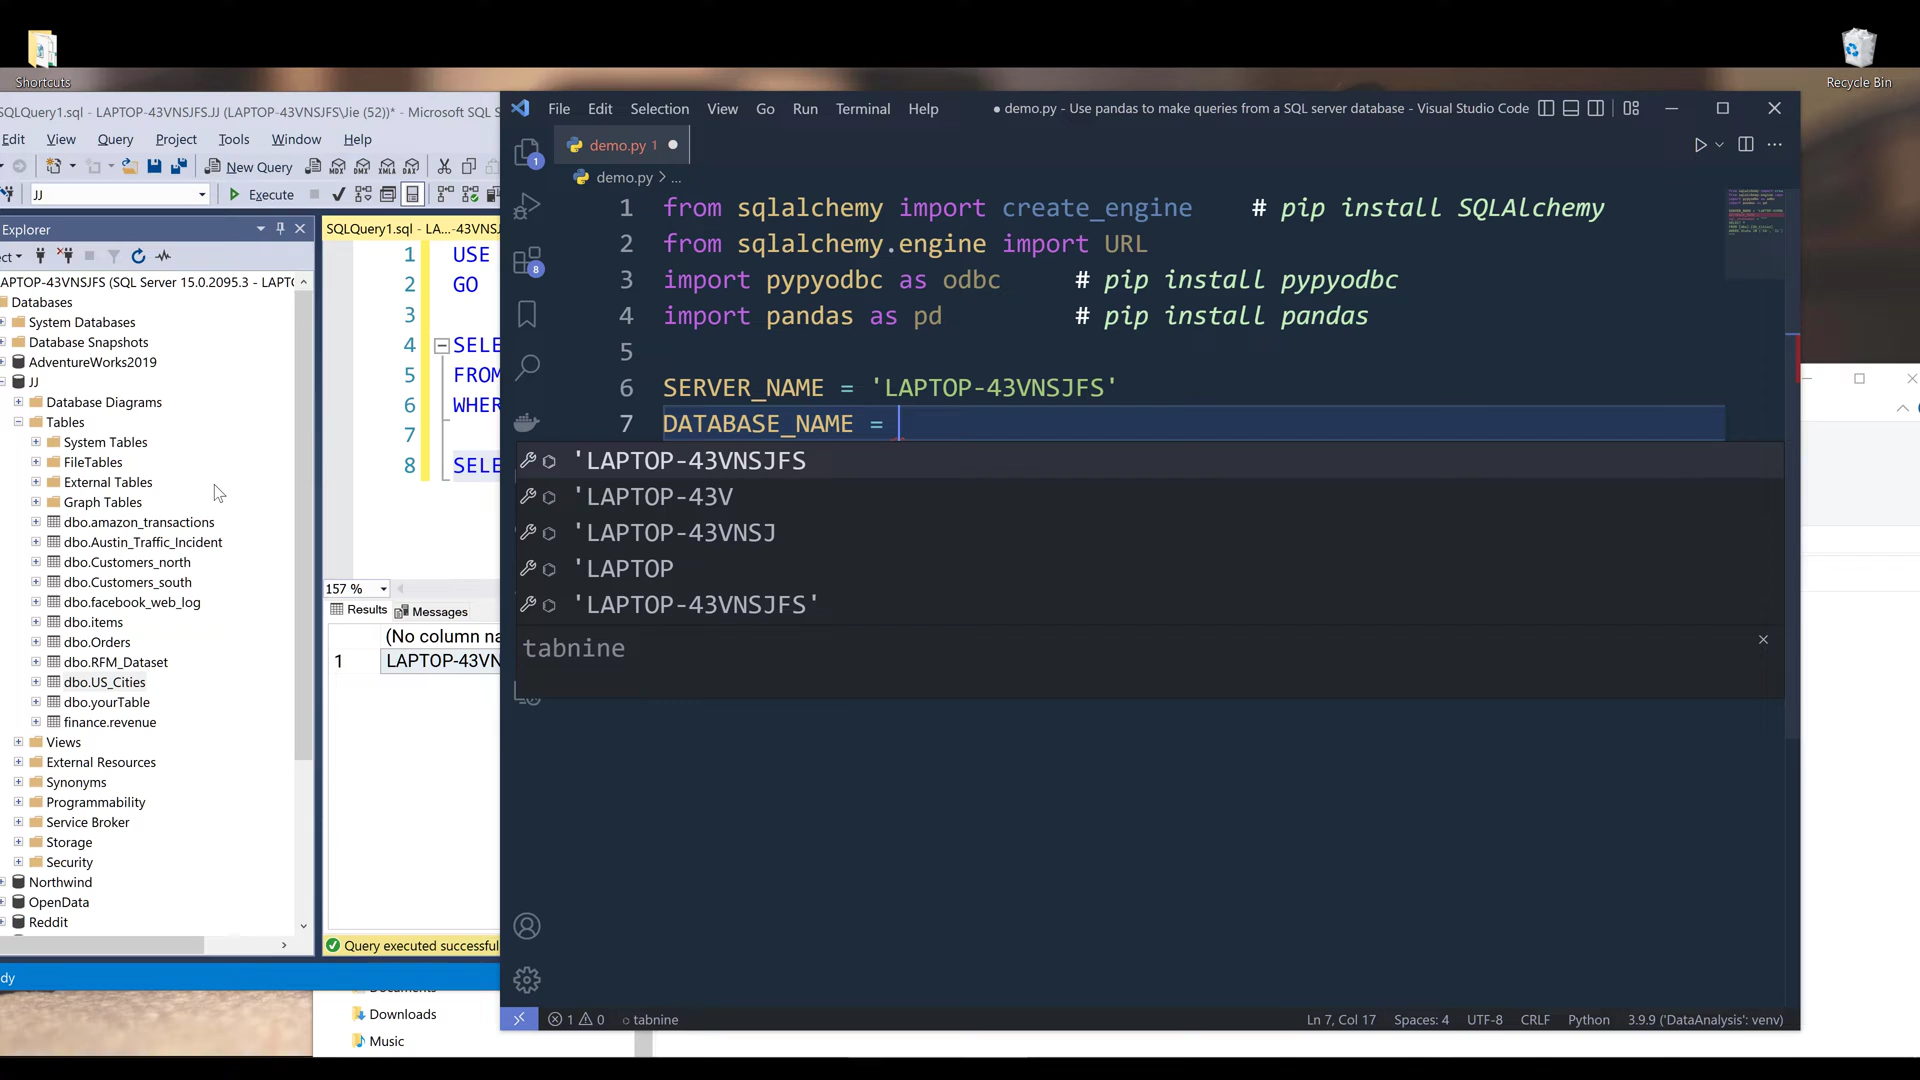 Shortcuts
Recycle Bin
SQLQuery1.sql - LAPTOP-43VNSJFS.JJ (LAPTOP-43VNSJFS\Jie (52))* - Microsoft SQL S
Edit View Query Project Tools Window Help
New Query
JJ
Execute
Explorer
ect
LAPTOP-43VNSJFS (SQL Server 15.0.2095.3 - LAPTO
Databases
System Databases
Database Snapshots
AdventureWorks2019
JJ
Database Diagrams
Tables
System Tables
FileTables
External Tables
Graph Tables
dbo.amazon_transactions
dbo.Austin_Traffic_Incident
dbo.Customers_north
dbo.Customers_south
dbo.facebook_web_log
dbo.items
dbo.Orders
dbo.RFM_Dataset
dbo.US_Cities
dbo.yourTable
finance.revenue
Views
External Resources
Synonyms
Programmability
Service Broker
Storage
Security
Northwind
OpenData
Reddit
dy
SQLQuery1.sql - LA...-43VNSJ
1 USE
2 GO
3
4 SELE
5 FROM
6 WHER
7
8 SELE
157 %
Results Messages
(No column na
1 LAPTOP-43VN
Query executed successful
Documents
Downloads
Music
File Edit Selection View Go Run Terminal Help
● demo.py - Use pandas to make queries from a SQL server database - Visual Studio Code
demo.py 1 ●
demo.py > ...
1
8
1 from sqlalchemy import create_engine # pip install SQLAlchemy
2 from sqlalchemy.engine import URL
3 import pypyodbc as odbc # pip install pypyodbc
4 import pandas as pd # pip install pandas
5
6 SERVER_NAME = 'LAPTOP-43VNSJFS'
7 DATABASE_NAME =
'LAPTOP-43VNSJFS
'LAPTOP-43V
'LAPTOP-43VNSJ
'LAPTOP
'LAPTOP-43VNSJFS'
tabnine
1 0 tabnine
Ln 7, Col 17 Spaces: 4 UTF-8 CRLF Python 3.9.9 ('DataAnalysis': venv)